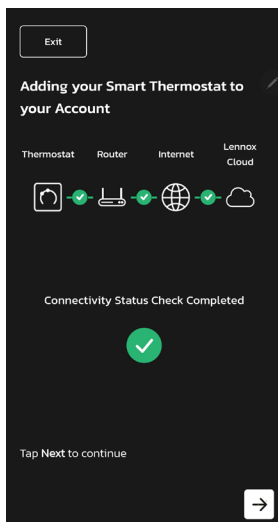 Exit
Adding your Smart Thermostat to
your Account
Thermostat Router Internet Lennox
Cloud
Connectivity Status Check Completed
Tap Next to continue